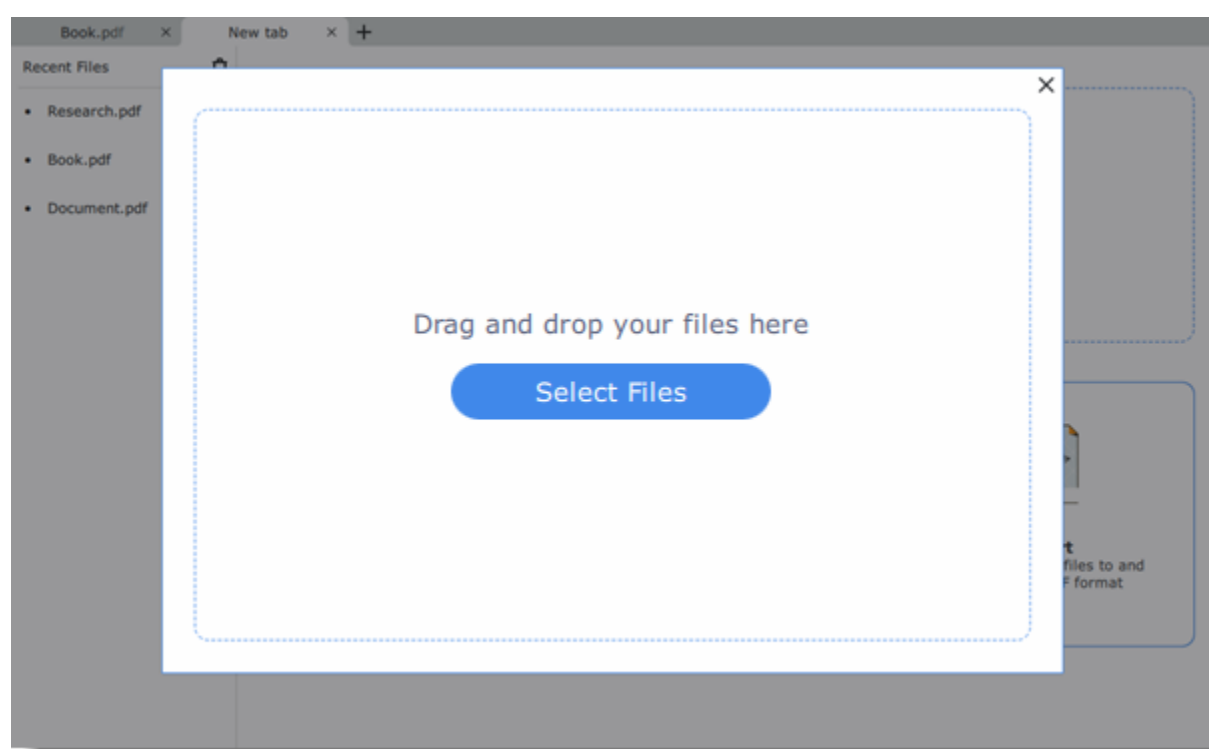 Book.pdf
New tab
Recent Files
Research.pdf
Book.pdf
Document.pdf
Drag and drop your files here
Select Files
files to and
format